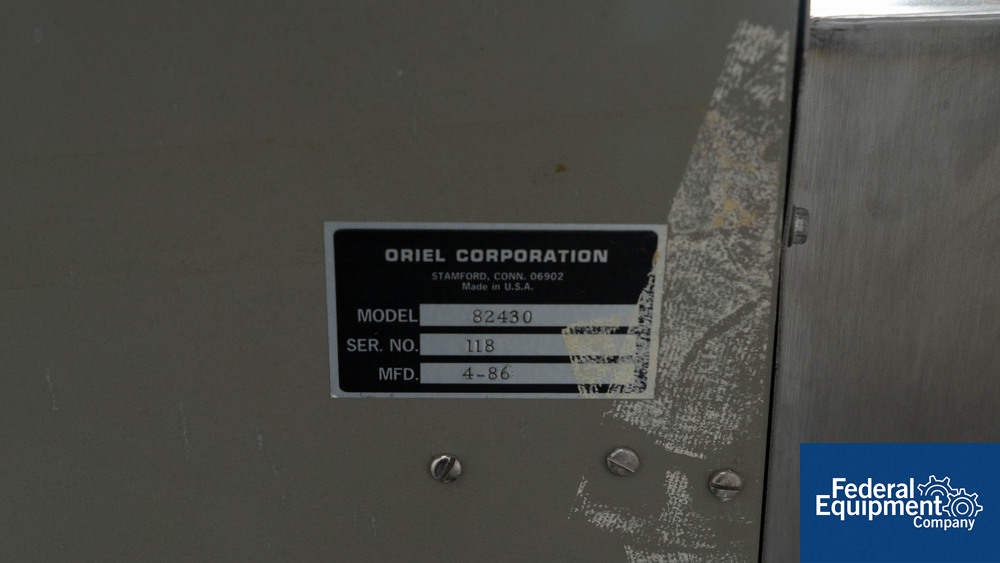 ORIEL CORPORATION
STAMFORD, CONN. 06902
Made in U.S.A.
MODEL 82430
SER. NO. 118
MFD. 4-86
Federal
Equipment
Company